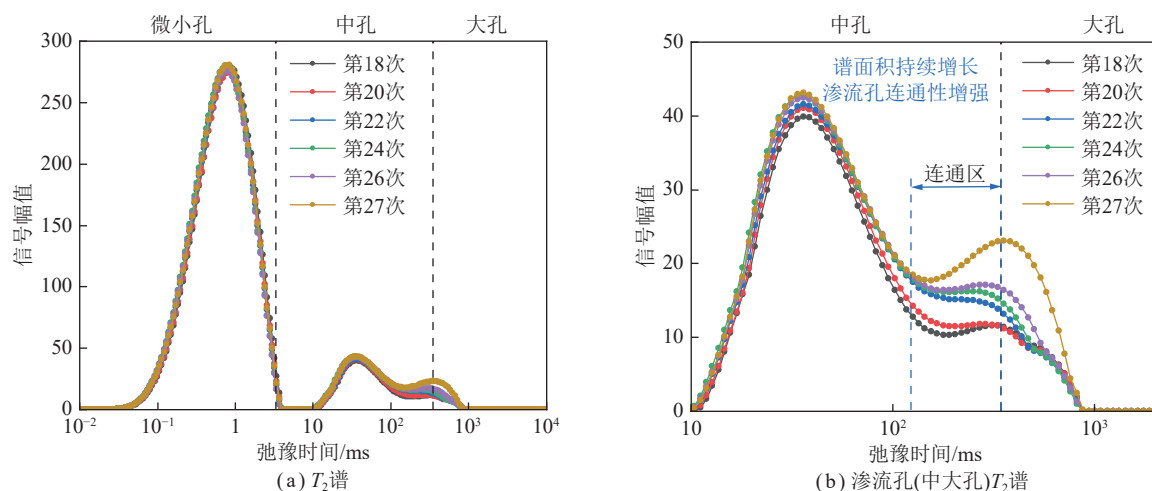 微小孔 中孔 大孔
300
250
200
150
100
50
0
信号幅值
第18次
第20次
第22次
第24次
第26次
第27次
10⁻² 10⁻¹ 1 10 10² 10³ 10⁴
弛豫时间/ms
(a) T₂谱
中孔 大孔
50
40
30
20
10
0
信号幅值
谱面积持续增长
渗流孔连通性增强
连通区
第18次
第20次
第22次
第24次
第26次
第27次
10 10² 10³
弛豫时间/ms
(b) 渗流孔(中大孔)T₂谱